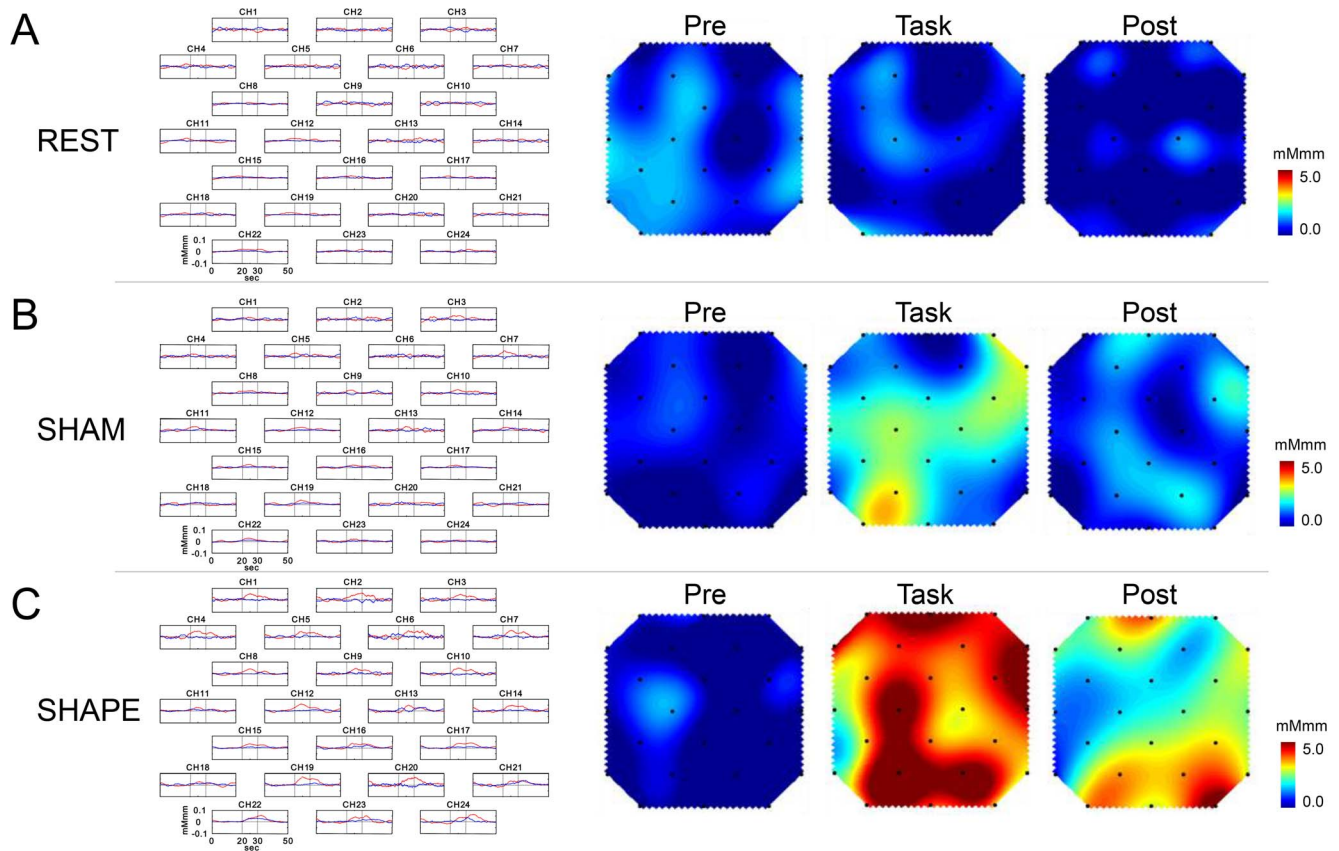 A
REST
CH1 CH2 CH3
CH4 CH5 CH6 CH7
CH8 CH9 CH10
CH11 CH12 CH13 CH14
CH15 CH16 CH17
CH18 CH19 CH20 CH21
CH22 CH23 CH24
mMmm
0.1
0
-0.1
0 20 30 50
sec
Pre Task Post
mMmm
5.0
0.0
B
SHAM
CH1 CH2 CH3
CH4 CH5 CH6 CH7
CH8 CH9 CH10
CH11 CH12 CH13 CH14
CH15 CH16 CH17
CH18 CH19 CH20 CH21
CH22 CH23 CH24
mMmm
0.1
0
-0.1
0 20 30 50
sec
Pre Task Post
mMmm
5.0
0.0
C
SHAPE
CH1 CH2 CH3
CH4 CH5 CH6 CH7
CH8 CH9 CH10
CH11 CH12 CH13 CH14
CH15 CH16 CH17
CH18 CH19 CH20 CH21
CH22 CH23 CH24
mMmm
0.1
0
-0.1
0 20 30 50
sec
Pre Task Post
mMmm
5.0
0.0